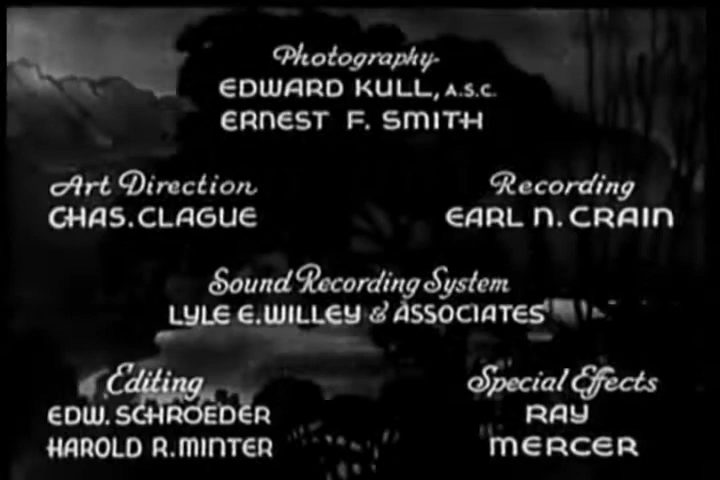 Photography
EDWARD KULL, A.S.C.
ERNEST F. SMITH
Art Direction
CHAS. CLAGUE
Recording
EARL N. CRAIN
Sound Recording System
LYLE E. WILLEY & ASSOCIATES
Editing
EDW. SCHROEDER
HAROLD R. MINTER
Special Effects
RAY
MERCER